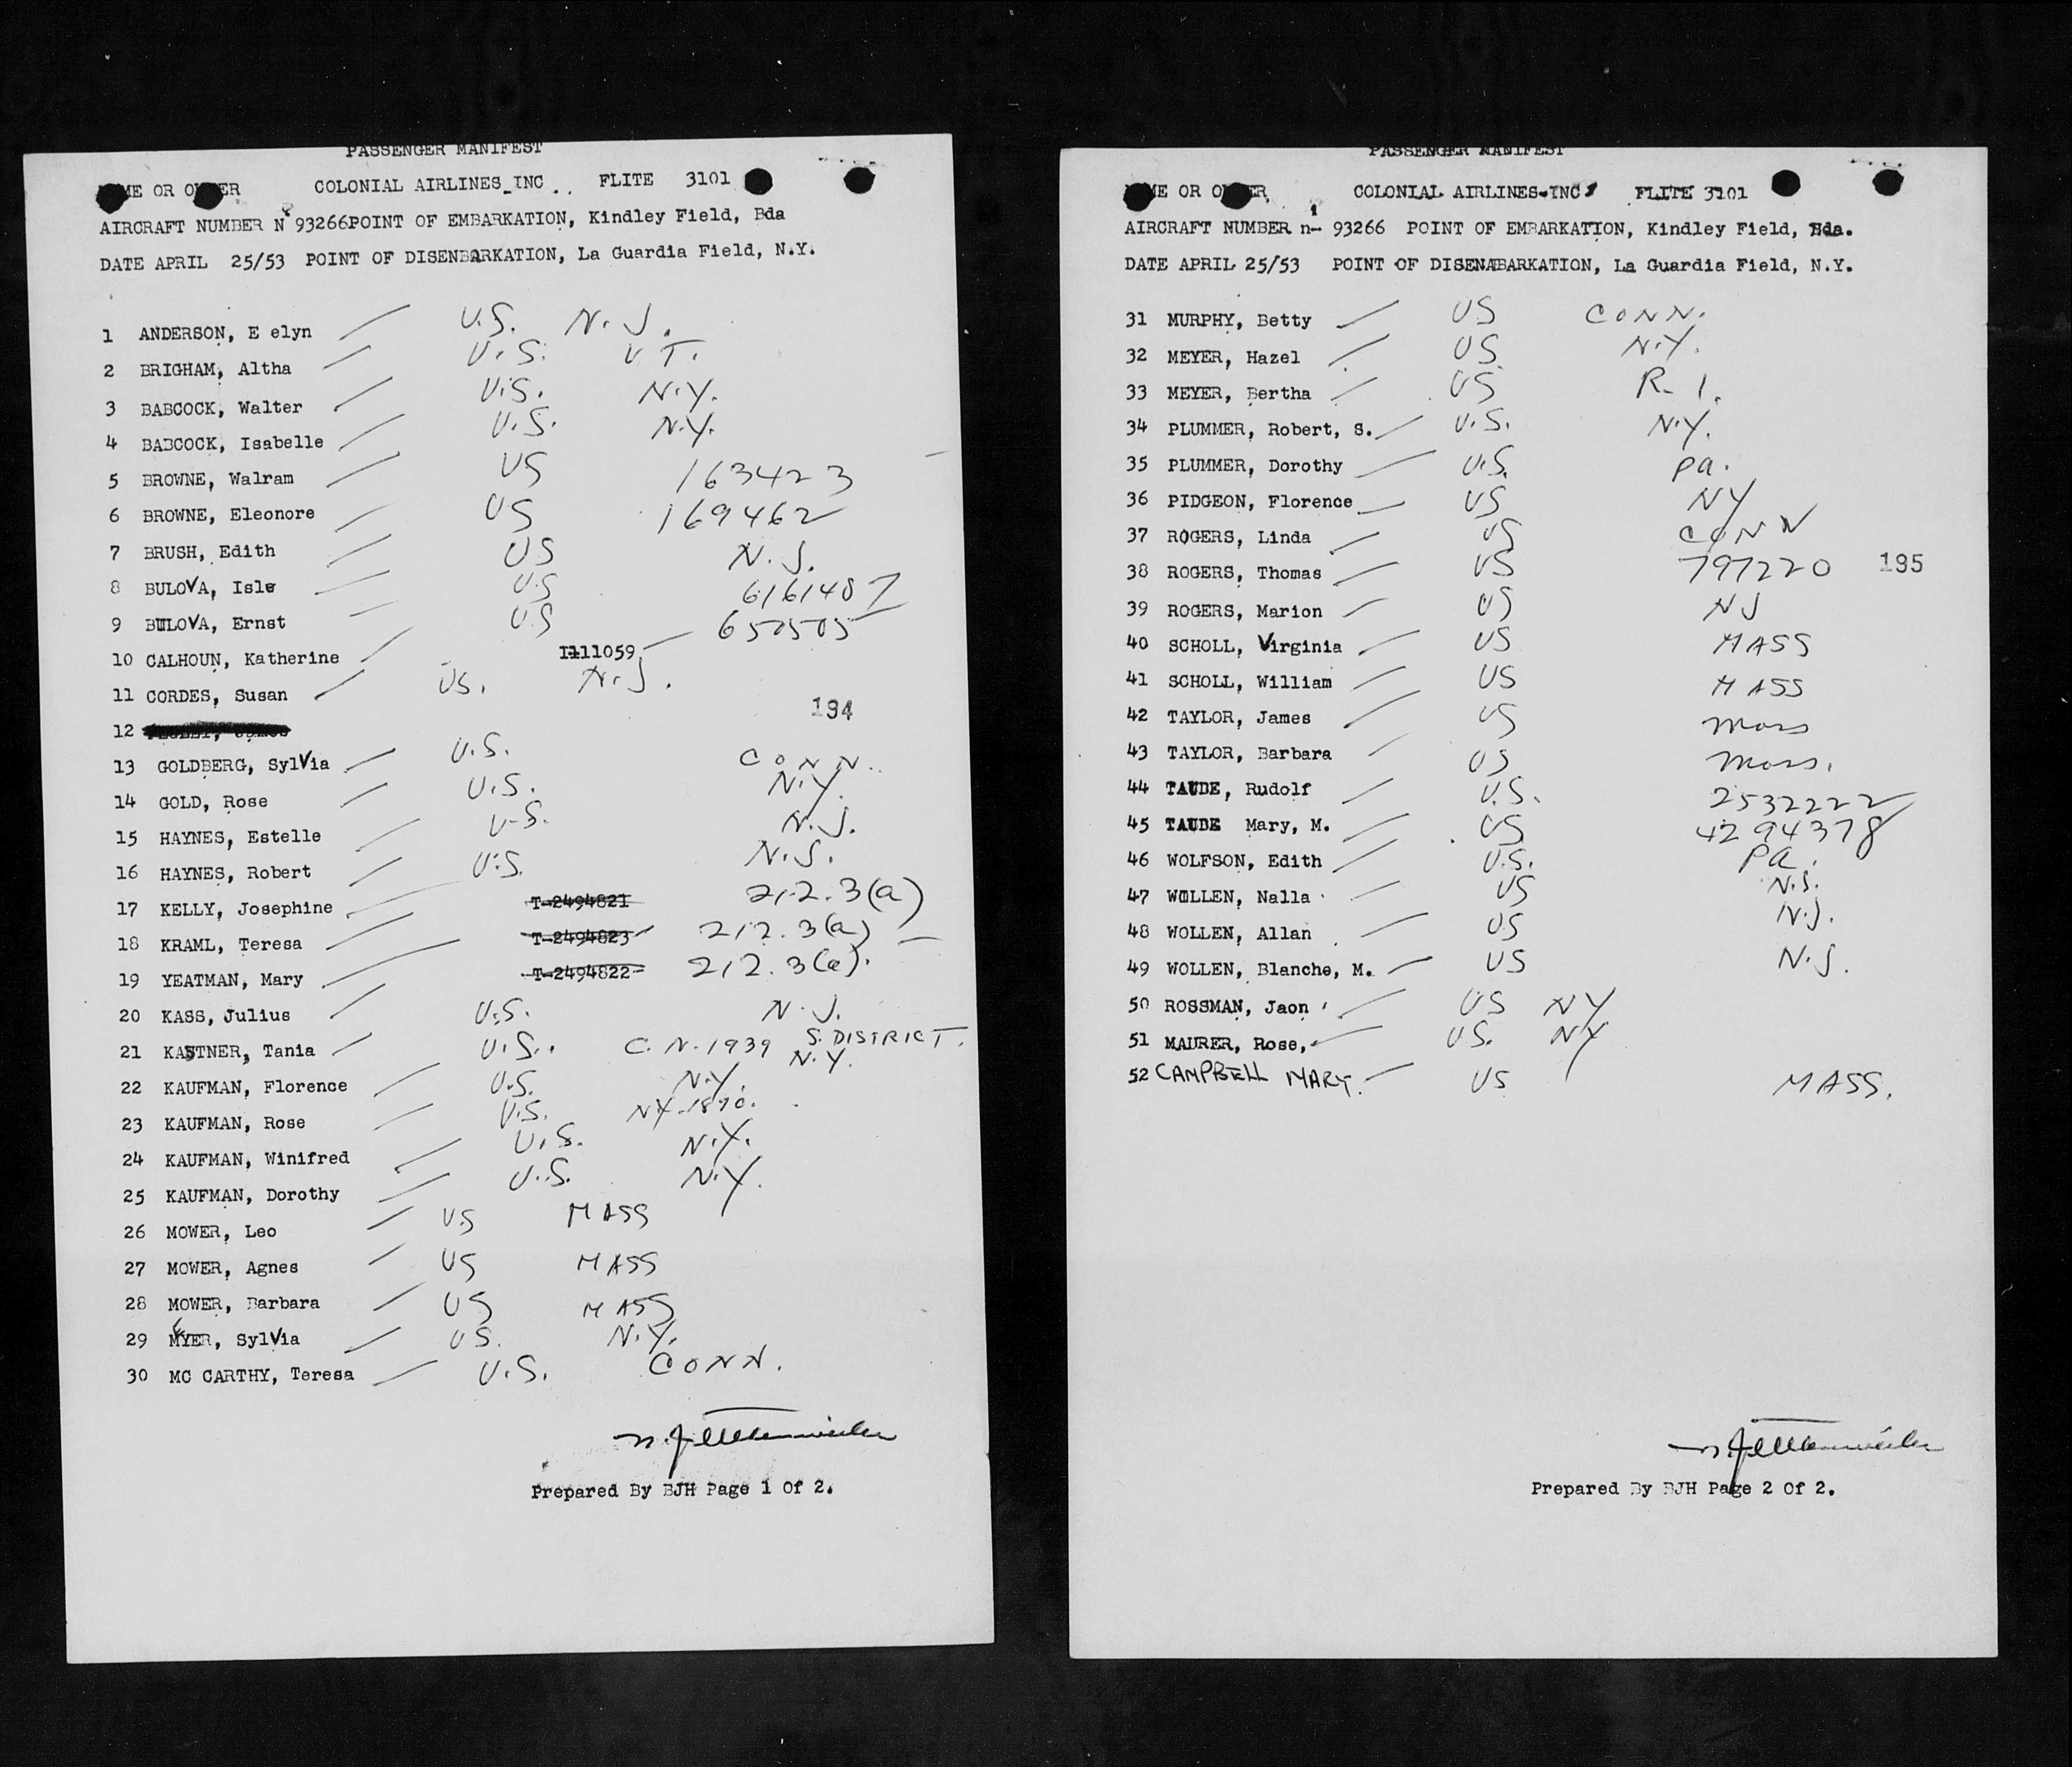 PASSENGER MANIFEST
ME OR O ER COLONIAL AIRLINES INC . . FLITE 3101
AIRCRAFT NUMBER N 93266POINT OF EMBARKATION, Kindley Field, Bda
DATE APRIL 25/53 POINT OF DISENBARKATION, La Guardia Field, N.Y.
1 ANDERSON, E elyn U.S. N.J.
2 BRIGHAM, Altha U.S. V T.
3 BABCOCK, Walter U.S. N.Y.
4 BABCOCK, Isabelle U.S. N.Y.
5 BROWNE, Walram US 163423
6 BROWNE, Eleonore US 169462
7 BRUSH, Edith US N.J.
8 BULOVA, Isle U.S 6161487
9 BULOVA, Ernst U.S 650505
10 CALHOUN, Katherine I111059
11 CORDES, Susan US. N.J.
194
12
13 GOLDBERG, Sylvia U.S. CONN.
14 GOLD, Rose U.S. N.Y.
15 HAYNES, Estelle U.S. N.J.
16 HAYNES, Robert U.S. N.J.
17 KELLY, Josephine T-2494821 212.3(a)
18 KRAML, Teresa T-2494823 212.3(a)
19 YEATMAN, Mary T-2494822 212.3(a).
20 KASS, Julius U.S. N.J.
21 KASTNER, Tania U.S. C.N.1939 S. DISTRICT. N.Y.
22 KAUFMAN, Florence U.S. N.Y.
23 KAUFMAN, Rose U.S. NY-1870.
24 KAUFMAN, Winifred U.S. N.Y.
25 KAUFMAN, Dorothy U.S. N.Y.
26 MOWER, Leo U.S MASS
27 MOWER, Agnes US MASS
28 MOWER, Barbara US MASS
29 MEYER, Sylvia US. N.Y.
30 MC CARTHY, Teresa U.S. CONN.
Prepared By BJH Page 1 Of 2.
PASSENGER MANIFEST
ME OR O ER COLONIAL AIRLINES-INC FLITE 3101
AIRCRAFT NUMBER n- 93266 POINT OF EMBARKATION, Kindley Field, Bda.
DATE APRIL 25/53 POINT OF DISENABARKATION, La Guardia Field, N.Y.
31 MURPHY, Betty US CONN.
32 MEYER, Hazel US N.Y.
33 MEYER, Bertha US R-I.
34 PLUMMER, Robert, S. U.S. N.Y.
35 PLUMMER, Dorothy U.S. Pa.
36 PIDGEON, Florence US NY
37 ROGERS, Linda US CONN
38 ROGERS, Thomas US 797220 195
39 ROGERS, Marion US NJ
40 SCHOLL, Virginia US MASS
41 SCHOLL, William US MASS
42 TAYLOR, James US Mass
43 TAYLOR, Barbara US Mass.
44 TAUDE, Rudolf U.S. 2532222
45 TAUDE Mary, M. US 4294378
46 WOLFSON, Edith U.S. Pa.
47 WOLLEN, Nalla US N.J.
48 WOLLEN, Allan US N.J.
49 WOLLEN, Blanche, M. US N.J.
50 ROSSMAN, Jaon US NY
51 MAURER, Rose, US. NY
52 CAMPBELL MARY. US MASS.
Prepared By BJH Page 2 Of 2.